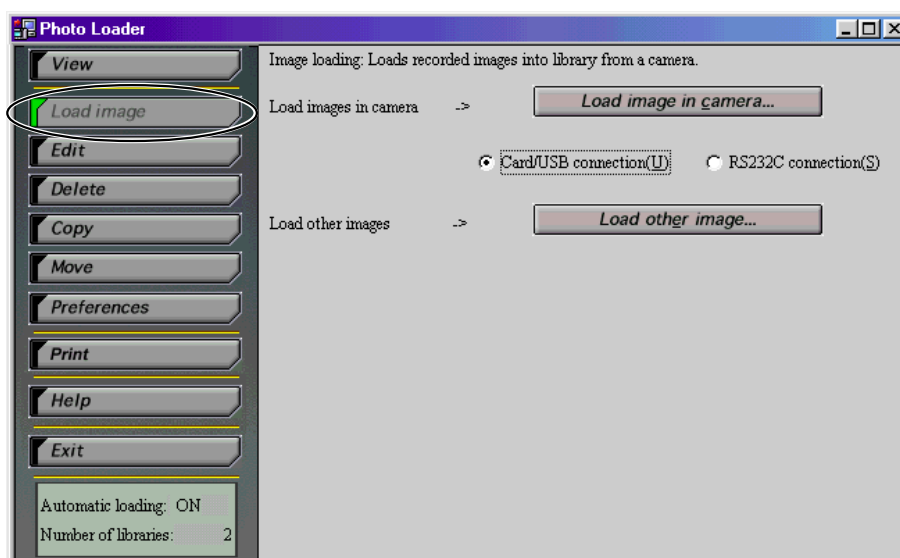 Photo Loader
View
Load image
Edit
Delete
Copy
Move
Preferences
Print
Help
Exit
Automatic loading: ON
Number of libraries: 2
Image loading: Loads recorded images into library from a camera.
Load images in camera -> Load image in camera...
Card/USB connection(U) RS232C connection(S)
Load other images -> Load other image...